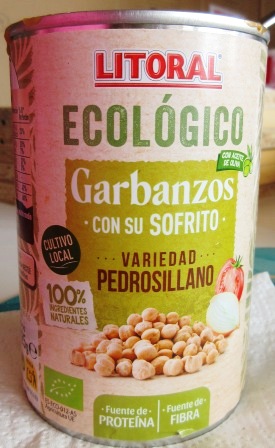 LITORAL
ECOLÓGICO
CON ACEITE
DE OLIVA
Garbanzos
· CON SU SOFRITO ·
CULTIVO
LOCAL
VARIEDAD
PEDROSILLANO
100%
INGREDIENTES
NATURALES
Fuente de
PROTEÍNA
Fuente de
FIBRA